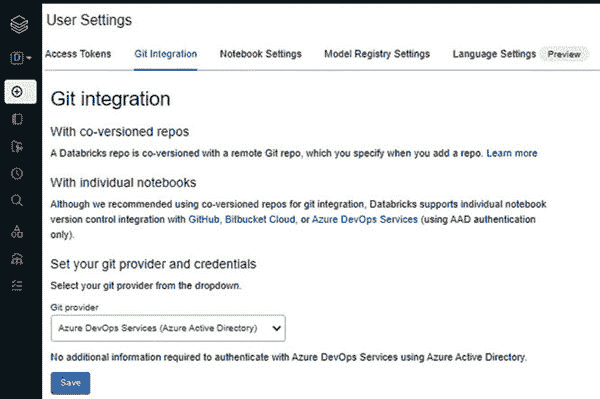 User Settings
Access Tokens Git Integration Notebook Settings Model Registry Settings Language Settings Preview
Git integration
With co-versioned repos
A Databricks repo is co-versioned with a remote Git repo, which you specify when you add a repo. Learn more
With individual notebooks
Although we recommended using co-versioned repos for git integration, Databricks supports individual notebook
version control integration with GitHub, Bitbucket Cloud, or Azure DevOps Services (using AAD authentication
only).
Set your git provider and credentials
Select your git provider from the dropdown.
Git provider
Azure DevOps Services (Azure Active Directory)
No additional information required to authenticate with Azure DevOps Services using Azure Active Directory.
Save